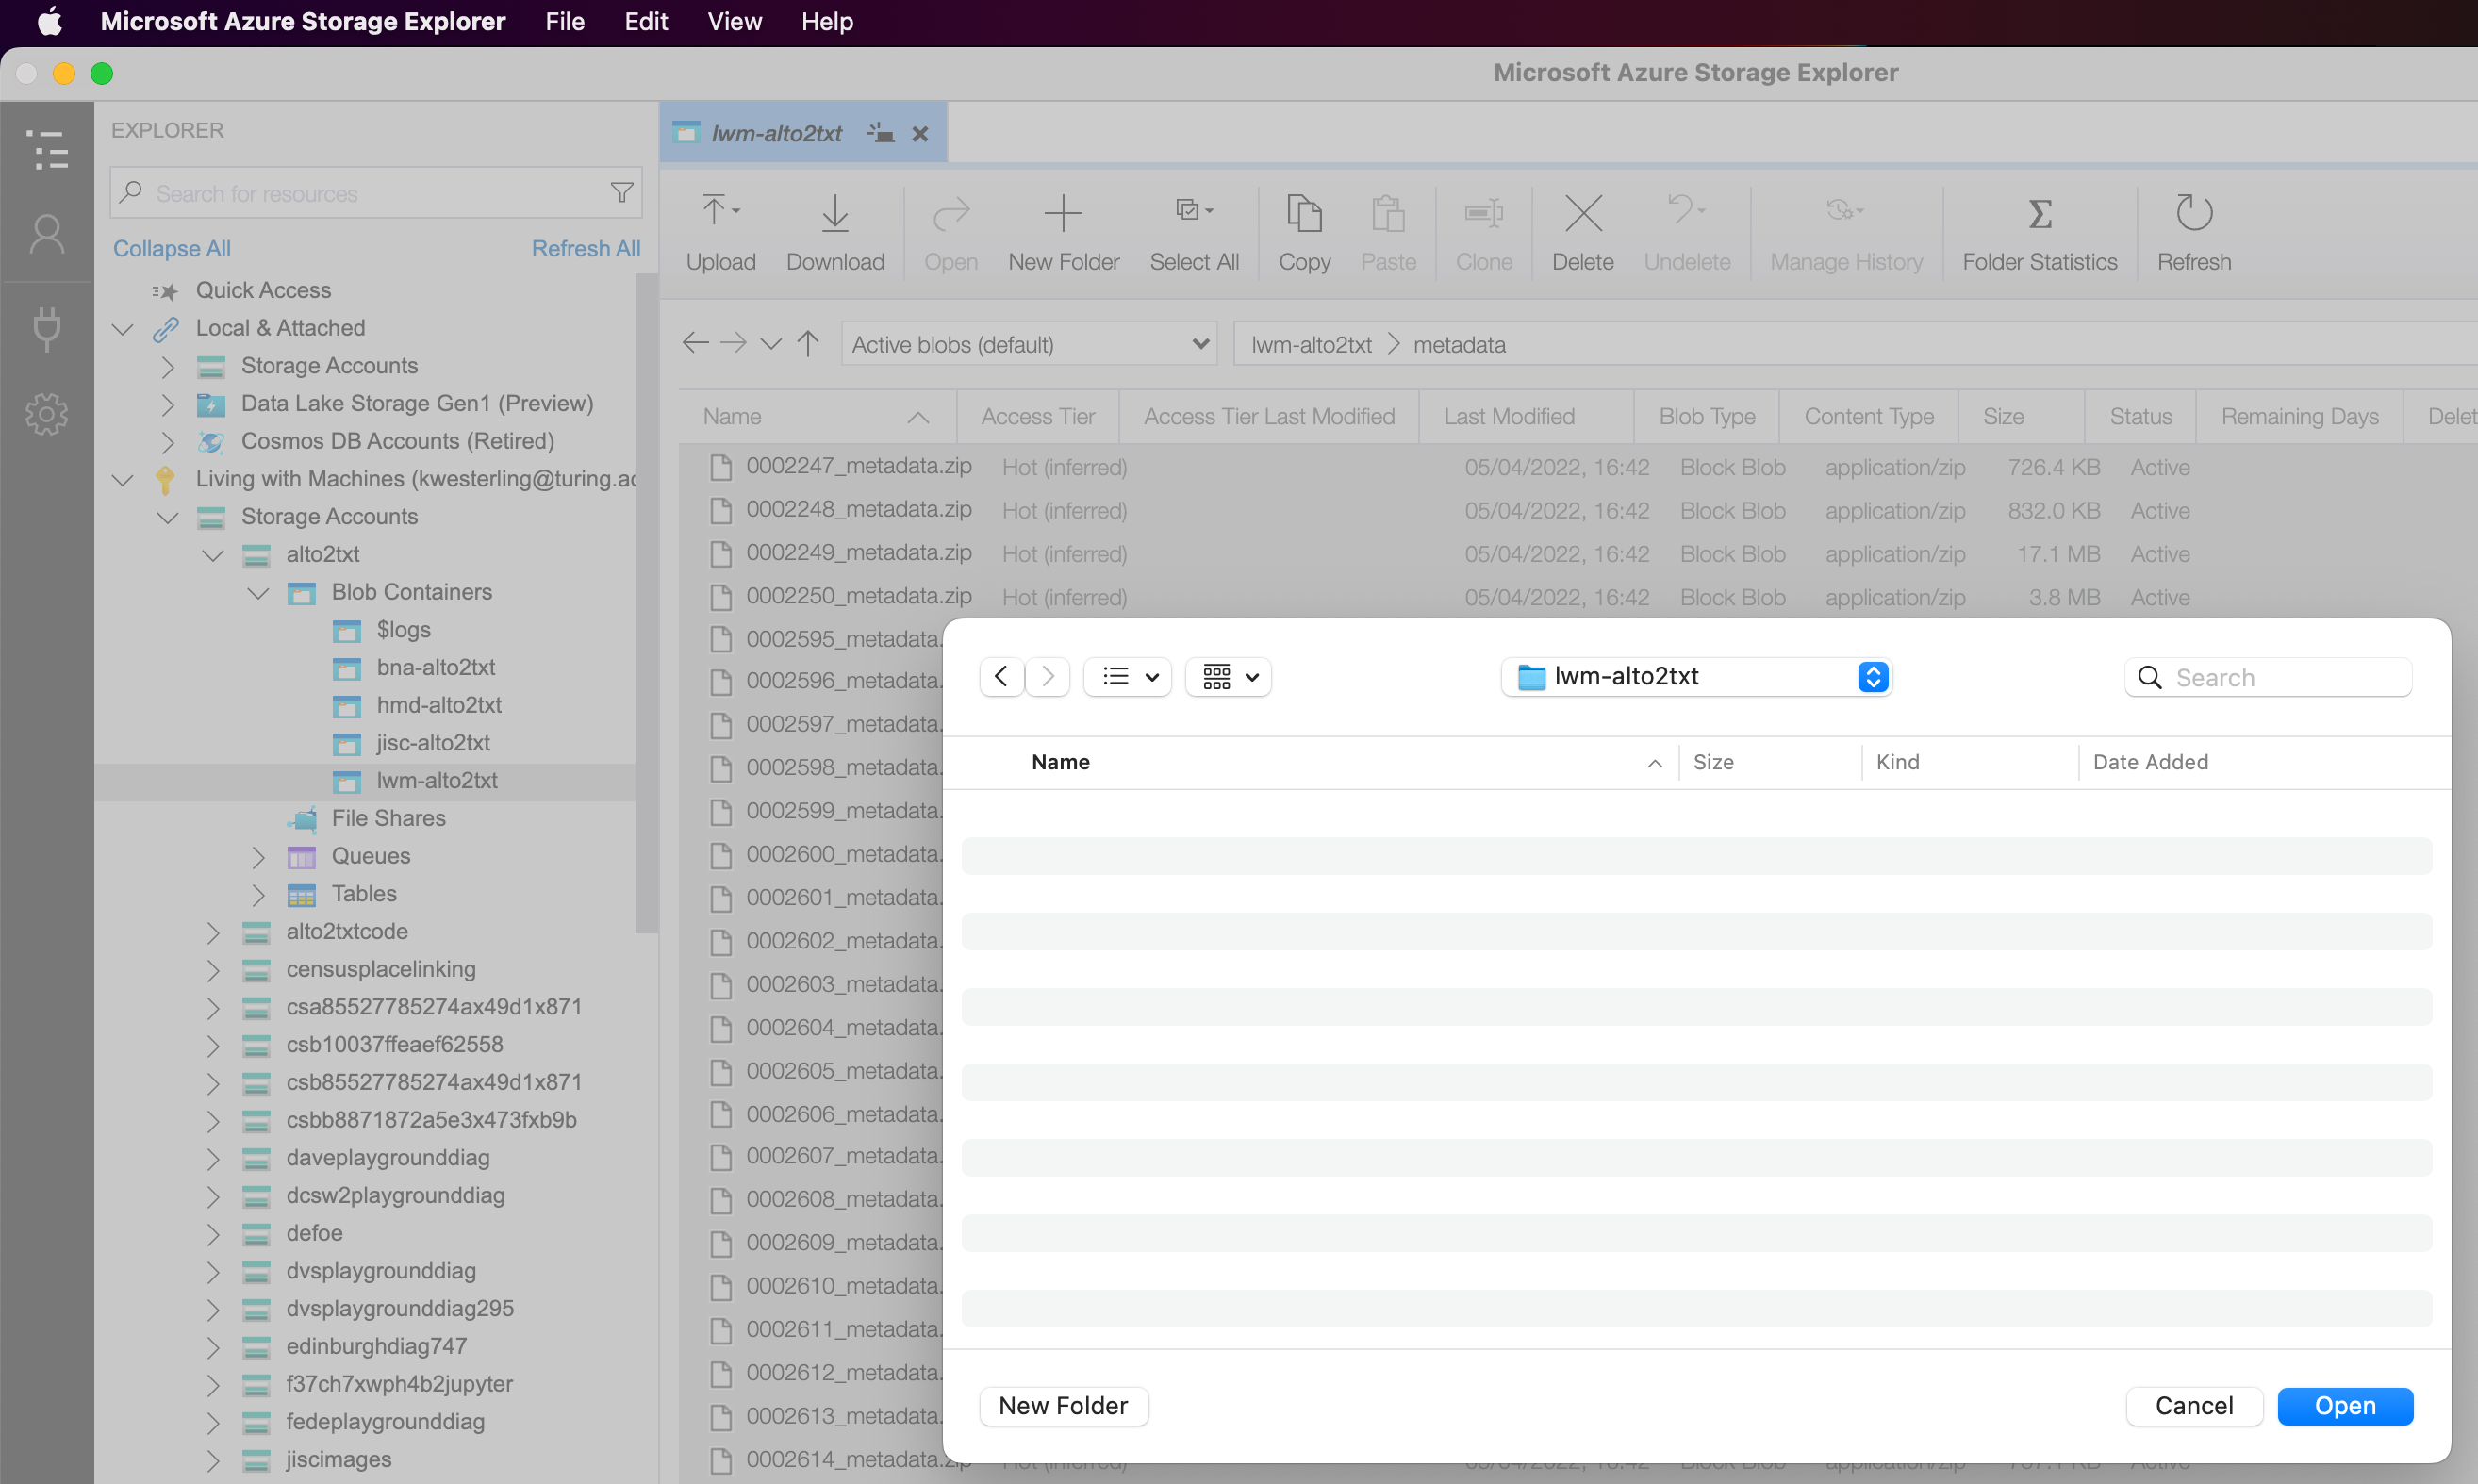 Microsoft Azure Storage Explorer File Edit View Help
Microsoft Azure Storage Explorer
EXPLORER
Search for resources
Collapse All Refresh All
Quick Access
Local & Attached
Storage Accounts
Data Lake Storage Gen1 (Preview)
Cosmos DB Accounts (Retired)
Living with Machines (kwesterling@turing.ac
Storage Accounts
alto2txt
Blob Containers
$logs
bna-alto2txt
hmd-alto2txt
jisc-alto2txt
lwm-alto2txt
File Shares
Queues
Tables
alto2txtcode
censusplacelinking
csa85527785274ax49d1x871
csb10037ffeaef62558
csb85527785274ax49d1x871
csbb8871872a5e3x473fxb9b
daveplaygrounddiag
dcsw2playgrounddiag
defoe
dvsplaygrounddiag
dvsplaygrounddiag295
edinburghdiag747
f37ch7xwph4b2jupyter
fedeplaygrounddiag
jiscimages
lwm-alto2txt
Upload Download Open New Folder Select All Copy Paste Clone Delete Undelete Manage History Folder Statistics Refresh
Active blobs (default) lwm-alto2txt metadata
Name Access Tier Access Tier Last Modified Last Modified Blob Type Content Type Size Status Remaining Days Delet
0002247_metadata.zip Hot (inferred) 05/04/2022, 16:42 Block Blob application/zip 726.4 KB Active
0002248_metadata.zip Hot (inferred) 05/04/2022, 16:42 Block Blob application/zip 832.0 KB Active
0002249_metadata.zip Hot (inferred) 05/04/2022, 16:42 Block Blob application/zip 17.1 MB Active
0002250_metadata.zip Hot (inferred) 05/04/2022, 16:42 Block Blob application/zip 3.8 MB Active
0002595_metadata.
0002596_metadata.
0002597_metadata.
0002598_metadata.
0002599_metadata.
0002600_metadata.
0002601_metadata.
0002602_metadata.
0002603_metadata.
0002604_metadata.
0002605_metadata.
0002606_metadata.
0002607_metadata.
0002608_metadata.
0002609_metadata.
0002610_metadata.
0002611_metadata.
0002612_metadata.
0002613_metadata.
0002614_metadata.zip
lwm-alto2txt
Search
Name Size Kind Date Added
New Folder Cancel Open